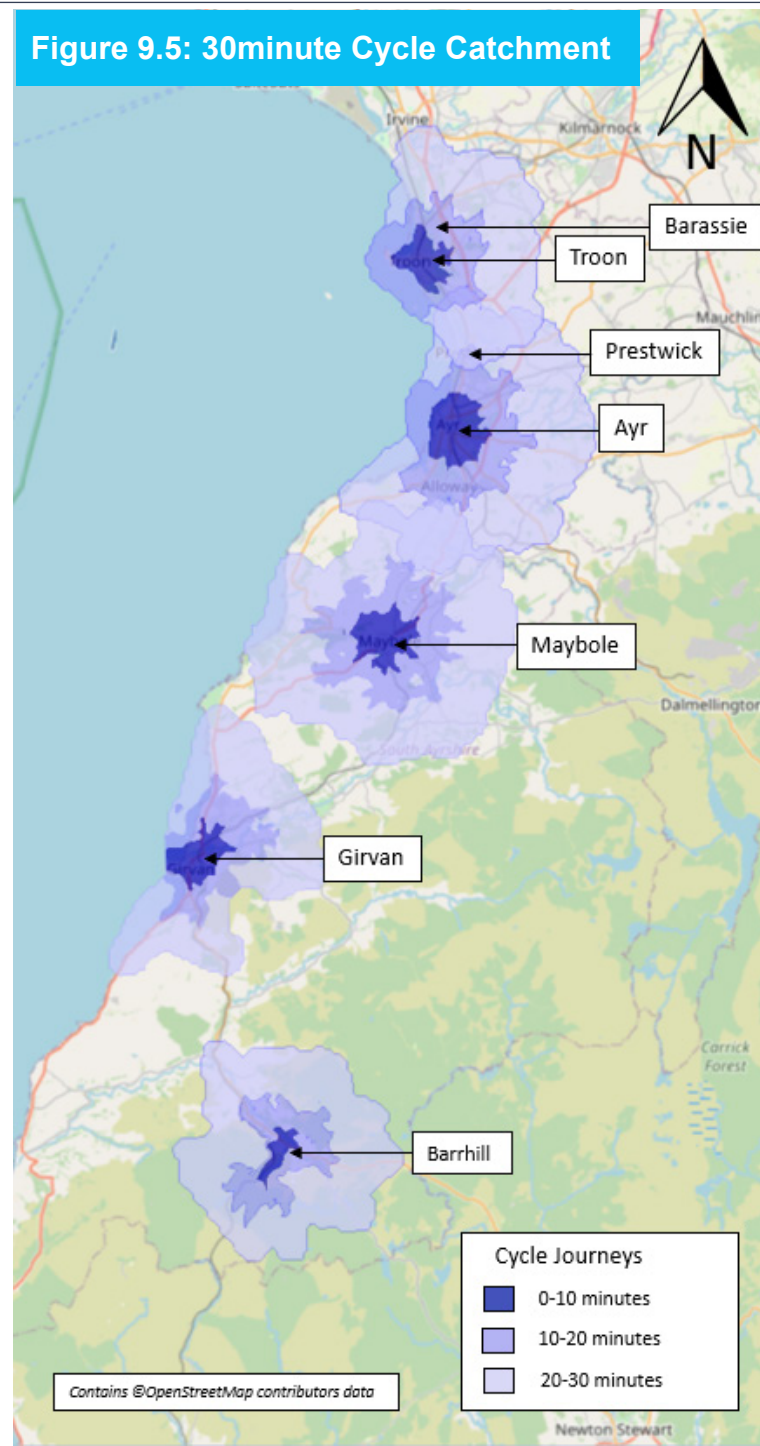 Figure 9.5: 30minute Cycle Catchment
Irvine
Kilmarnock
N
Barassie
Troon
Troon
Mauchlin
Prestwick
Ayr
Ayr
Alloway
Maybole
Dalmellington
South Ayrshire
Girvan
Girvan
Carrick
Forest
Barrhill
Cycle Journeys
0-10 minutes
10-20 minutes
20-30 minutes
Contains ©OpenStreetMap contributors data
Newton Stewart